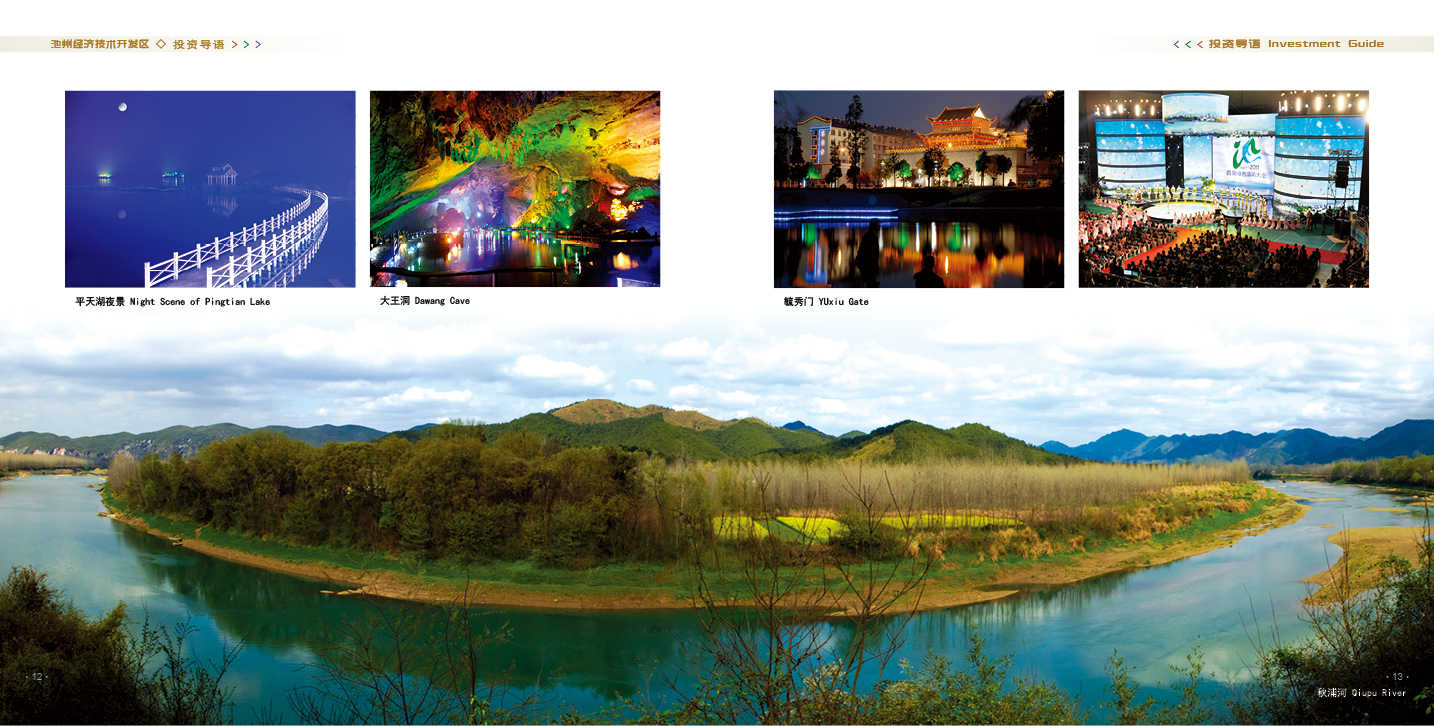 池州经济技术开发区 ◇ 投资导语 > > >
< < < 投资导语 Investment Guide
2011
平天湖夜景 Night Scene of Pingtian Lake
大王洞 Dawang Cave
毓秀门 YUxiu Gate
· 12 ·
· 13 ·
秋浦河 Qiupu River